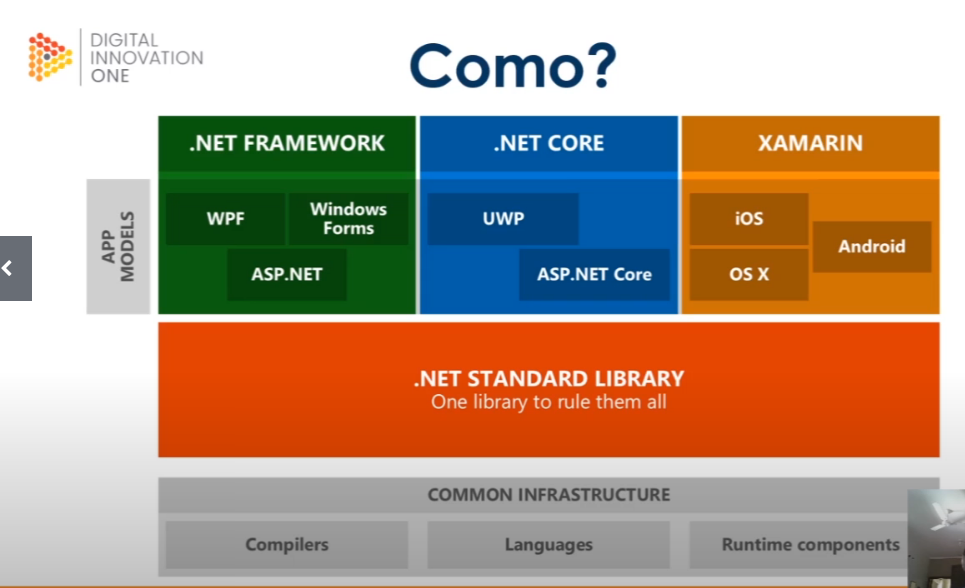 DIGITAL
INNOVATION
ONE
Como?
.NET FRAMEWORK
.NET CORE
XAMARIN
APP
MODELS
WPF
Windows
Forms
ASP.NET
UWP
ASP.NET Core
iOS
Android
OS X
.NET STANDARD LIBRARY
One library to rule them all
COMMON INFRASTRUCTURE
Compilers
Languages
Runtime components